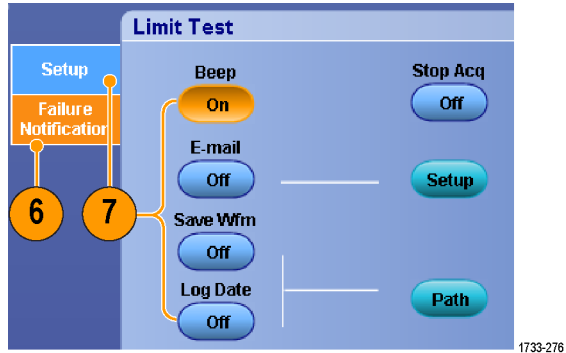 Limit Test
Setup
Failure
Notification
6
7
Beep
On
Stop Acq
Off
E-mail
Off
Setup
Save Wfm
Off
Log Date
Off
Path
1733-276